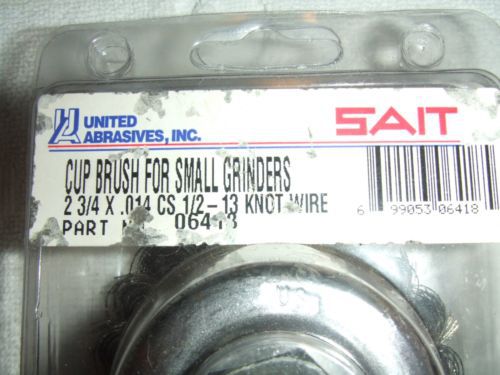 UNITED
ABRASIVES, INC.
SAIT
CUP BRUSH FOR SMALL GRINDERS
2 3/4 X .014 CS 1/2-13 KNOT WIRE
PART 06418
6 99053 06418